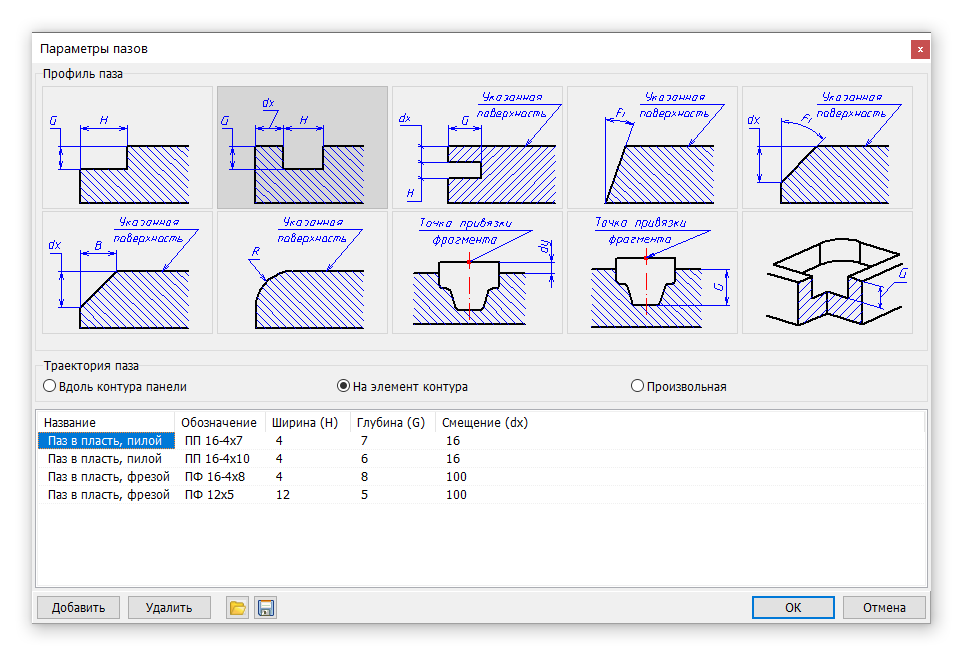 Параметры пазов
x
Профиль паза
G H
G dx H
dx G H Указанная
поверхность
F1 Указанная
поверхность
dx F1 Указанная
поверхность
dx B Указанная
поверхность
R Указанная
поверхность
Точка привязки
фрагмента
dy
Точка привязки
фрагмента
G
G
Траектория паза
Вдоль контура панели На элемент контура Произвольная
Название Обозначение Ширина (H) Глубина (G) Смещение (dx)
Паз в пласть, пилой ПП 16-4x7 4 7 16
Паз в пласть, пилой ПП 16-4x10 4 6 16
Паз в пласть, фрезой ПФ 16-4x8 4 8 100
Паз в пласть, фрезой ПФ 12x5 12 5 100
Добавить Удалить OK Отмена